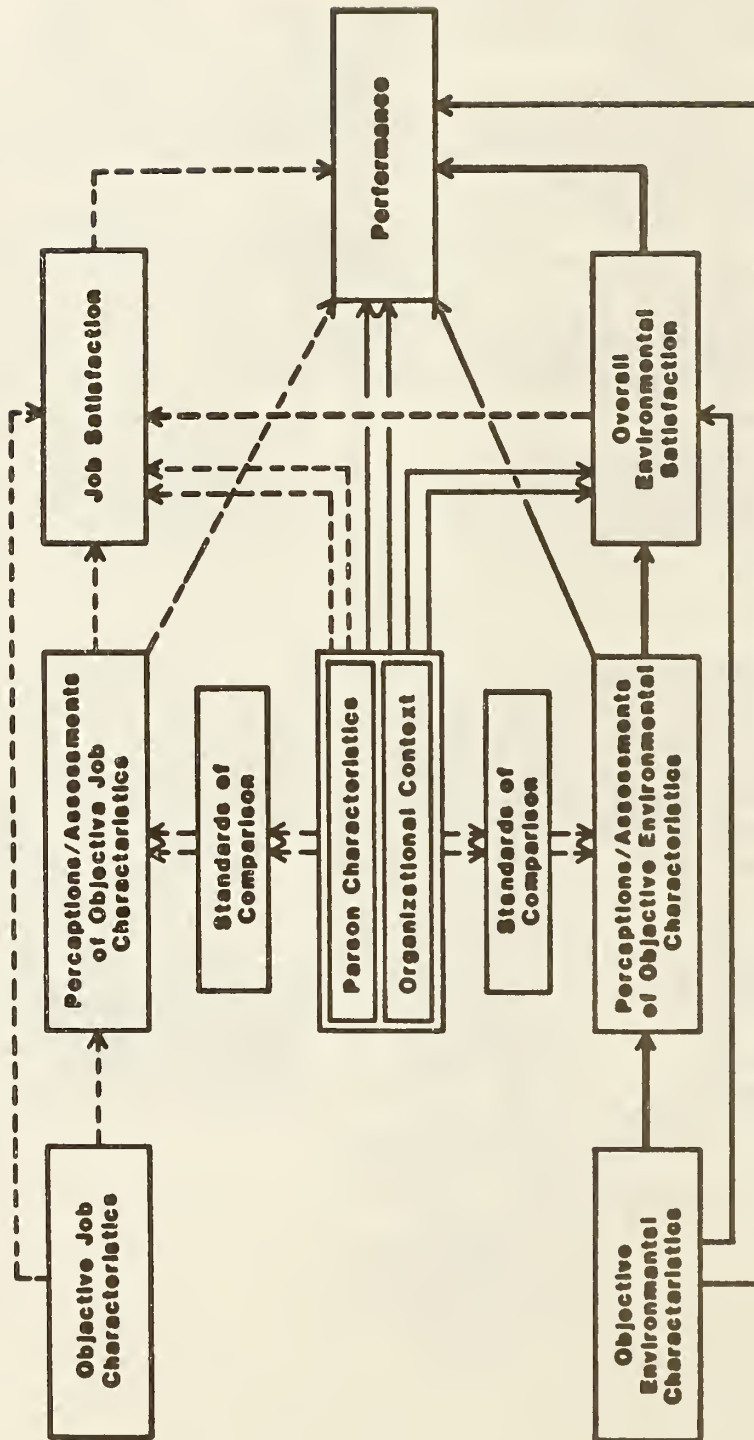 Objective Job
Characteristics
Perceptions/Assessments
of Objective Job
Characteristics
Job Satisfaction
Standards of
Comparison
Person Characteristics
Organizational Context
Performance
Standards of
Comparison
Objective
Environmental
Characteristics
Perceptions/Assessments
of Objective Environmental
Characteristics
Overall
Environmental
Satisfaction